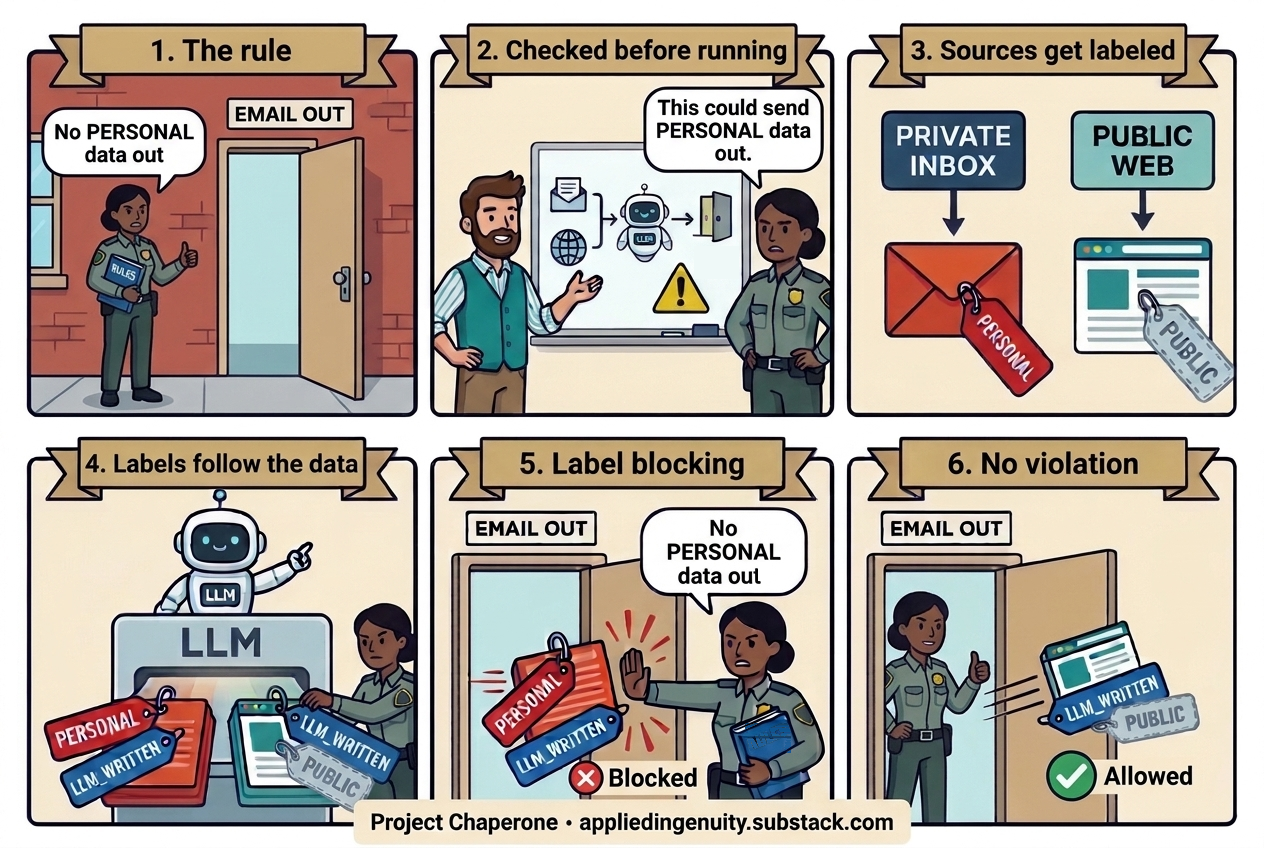 1. The rule
No PERSONAL
data out
EMAIL OUT
RULES
2. Checked before running
This could send
PERSONAL data
out.
LLM
3. Sources get labeled
PRIVATE
INBOX
PUBLIC
WEB
PERSONAL
PUBLIC
4. Labels follow the data
LLM
LLM
PERSONAL
LLM_WRITTEN
LLM_WRITTEN
PUBLIC
5. Label blocking
EMAIL OUT
No
PERSONAL
data out
PERSONAL
LLM_WRITTEN
Blocked
6. No violation
EMAIL OUT
LLM_WRITTEN
PUBLIC
Allowed
Project Chaperone • appliedingenuity.substack.com